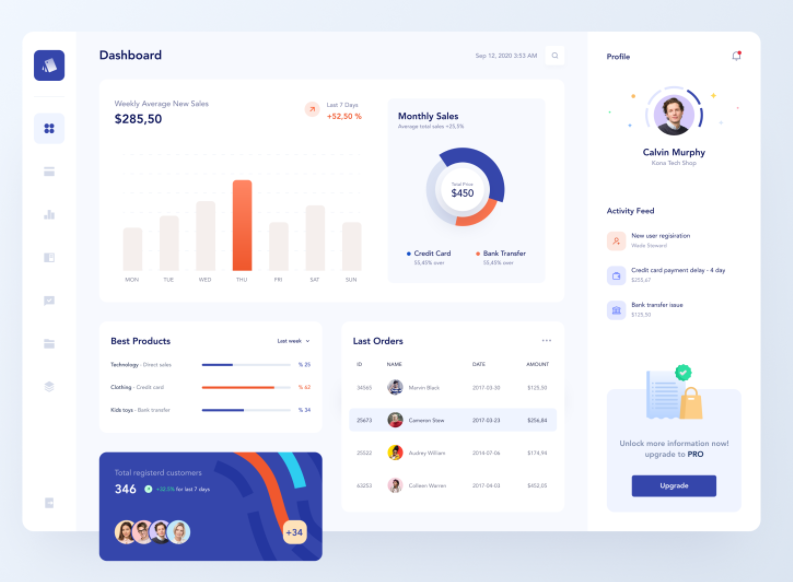 Dashboard
Sep 12, 2020 3:53 AM
Weekly Average New Sales
$285,50
Last 7 Days
+52,50 %
MON TUE WED THU FRI SAT SUN
Monthly Sales
Average total sales +25,5%
Total Price
$450
Credit Card
55,45% over
Bank Transfer
55,45% over
Best Products
Last week
Technology - Direct sales % 25
Clothing - Credit card % 62
Kids toys - Bank transfer % 34
Total registerd customers
346
+32.5% for last 7 days
+34
Last Orders
ID NAME DATE AMOUNT
34565 Marvin Black 2017-03-30 $125,50
25673 Cameron Stew 2017-03-23 $256,84
25522 Audrey William 2014-07-06 $174,94
63253 Colleen Warren 2017-04-03 $452,05
Profile
Calvin Murphy
Kona Tech Shop
Activity Feed
New user regisiration
Wade Steward
Credit card payment delay - 4 day
$255,67
Bank transfer issue
$125,50
Unlock more information now!
upgrade to PRO
Upgrade